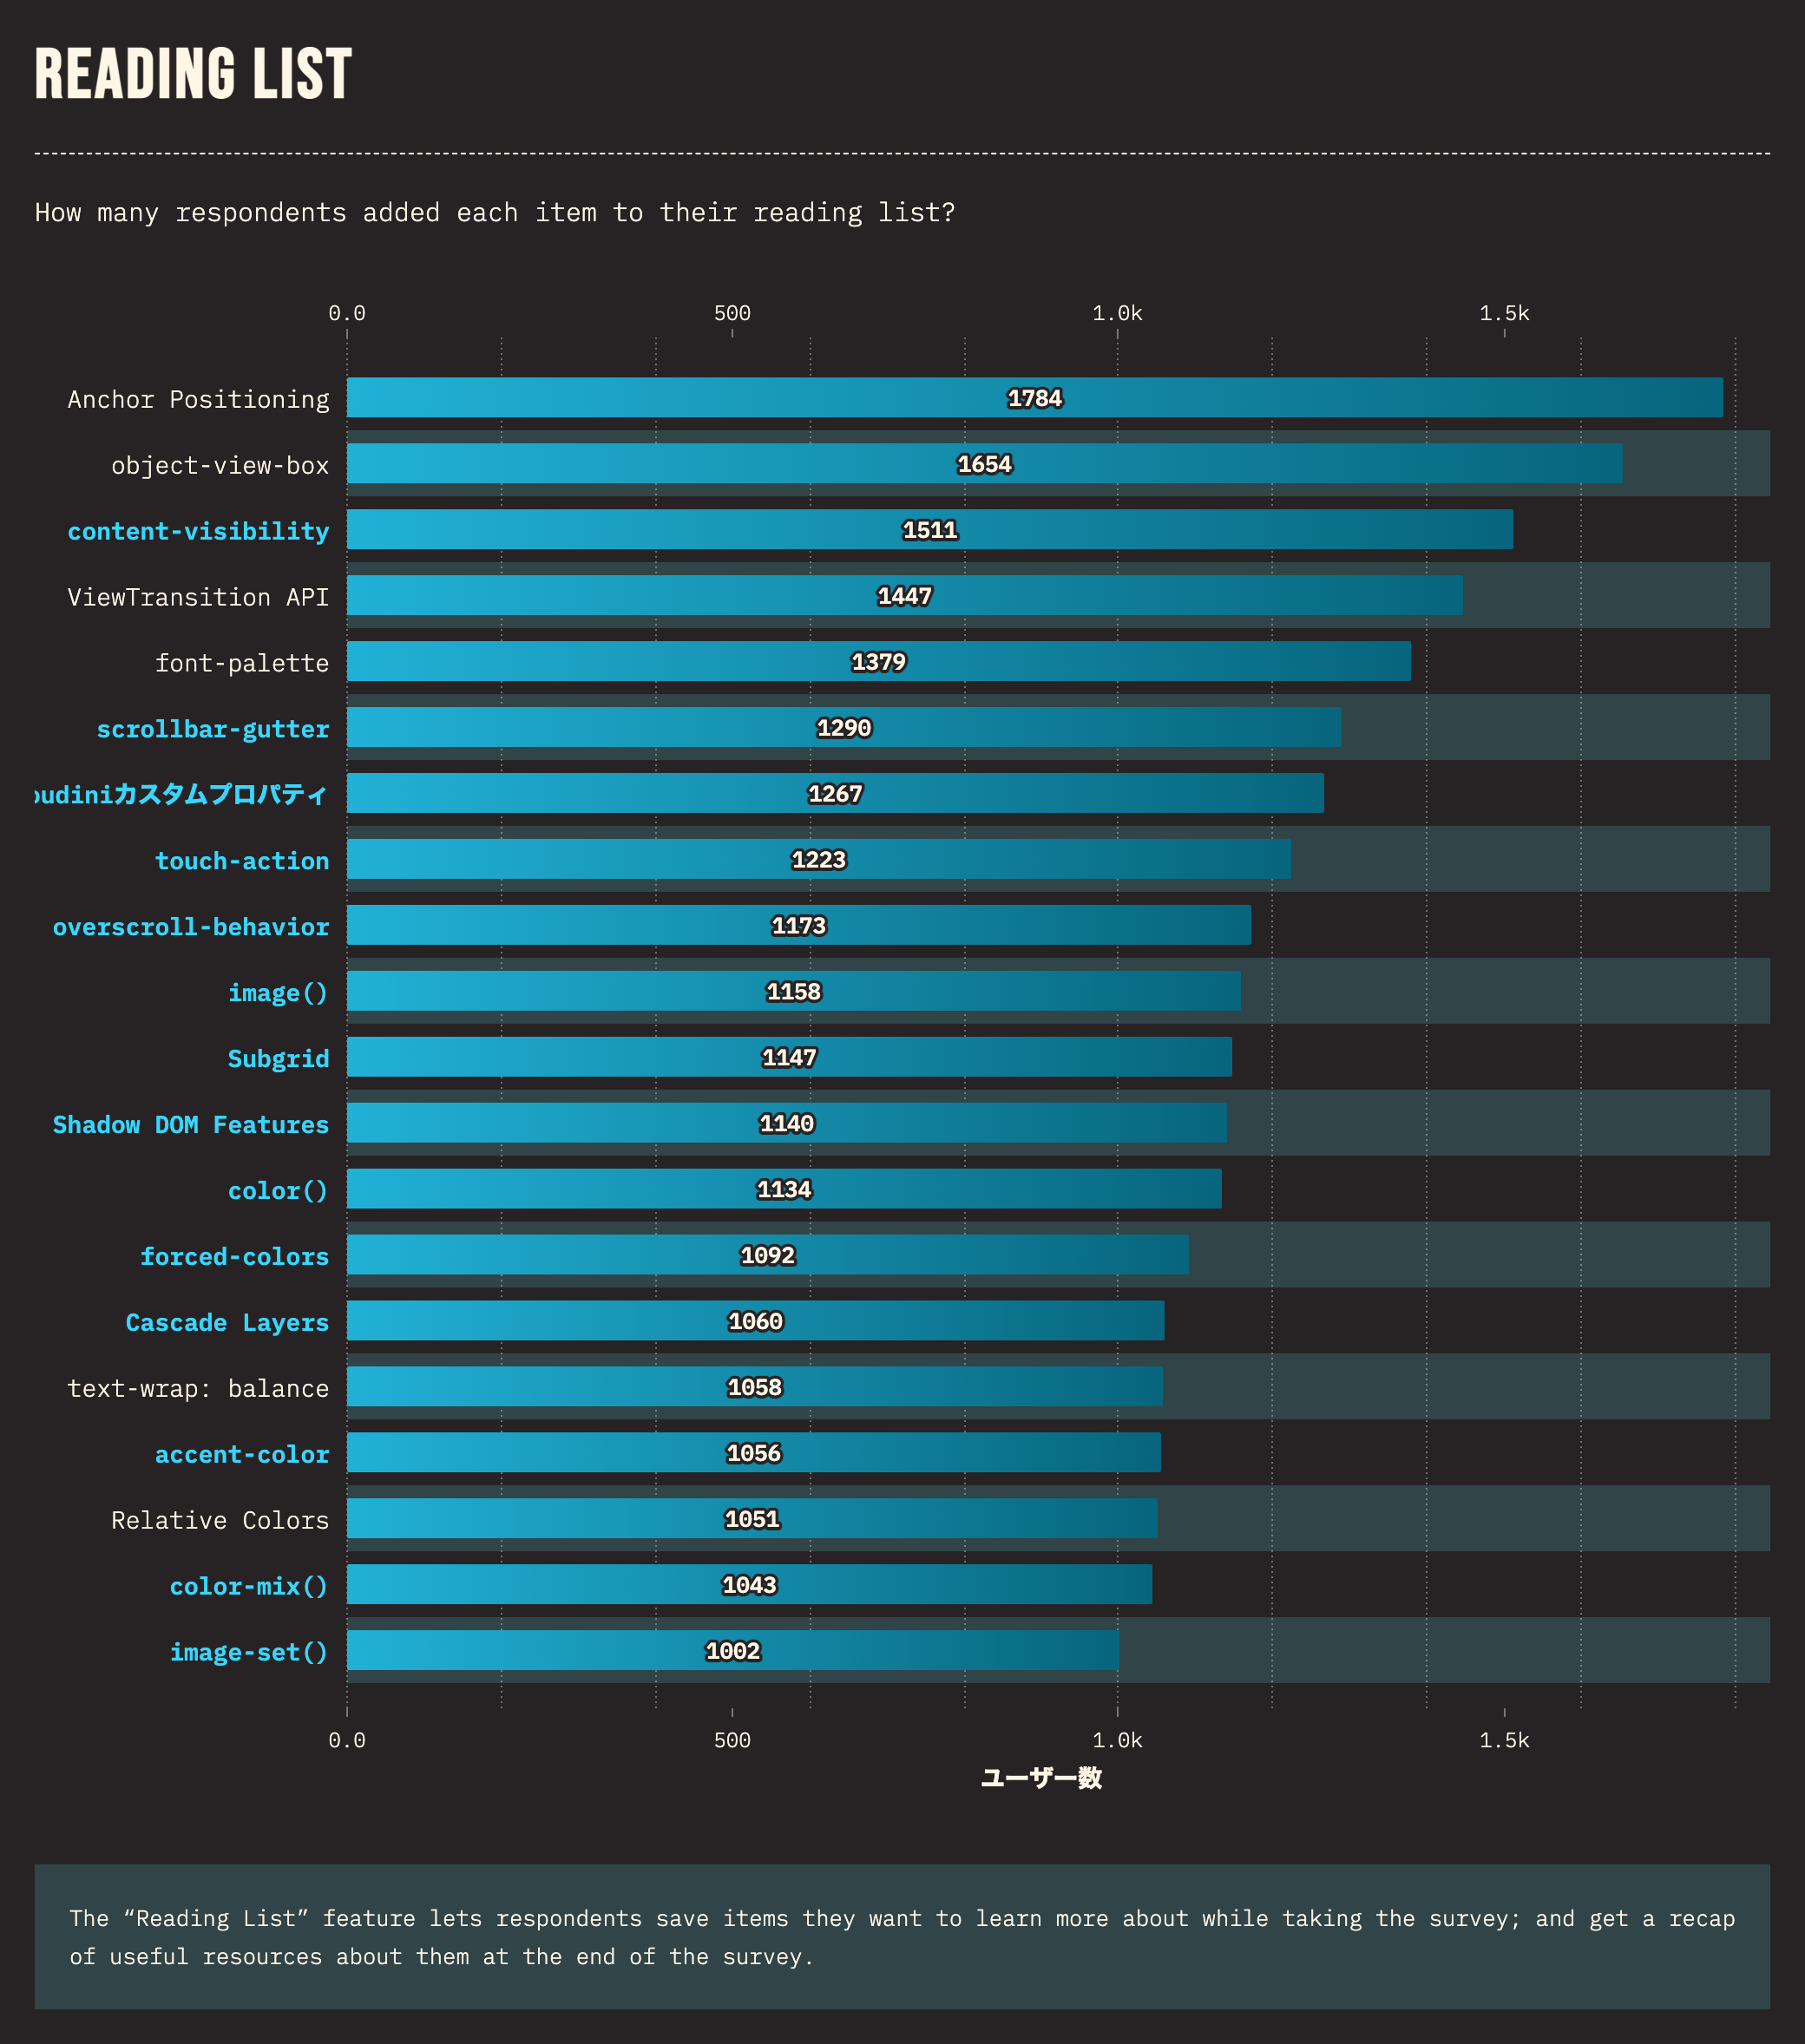 READING LIST
How many respondents added each item to their reading list?
0.0 500 1.0k 1.5k
Anchor Positioning 1784
object-view-box 1654
content-visibility 1511
ViewTransition API 1447
font-palette 1379
scrollbar-gutter 1290
oudiniカスタムプロパティ 1267
touch-action 1223
overscroll-behavior 1173
image() 1158
Subgrid 1147
Shadow DOM Features 1140
color() 1134
forced-colors 1092
Cascade Layers 1060
text-wrap: balance 1058
accent-color 1056
Relative Colors 1051
color-mix() 1043
image-set() 1002
0.0 500 1.0k 1.5k
ユーザー数
The “Reading List” feature lets respondents save items they want to learn more about while taking the survey; and get a recap
of useful resources about them at the end of the survey.